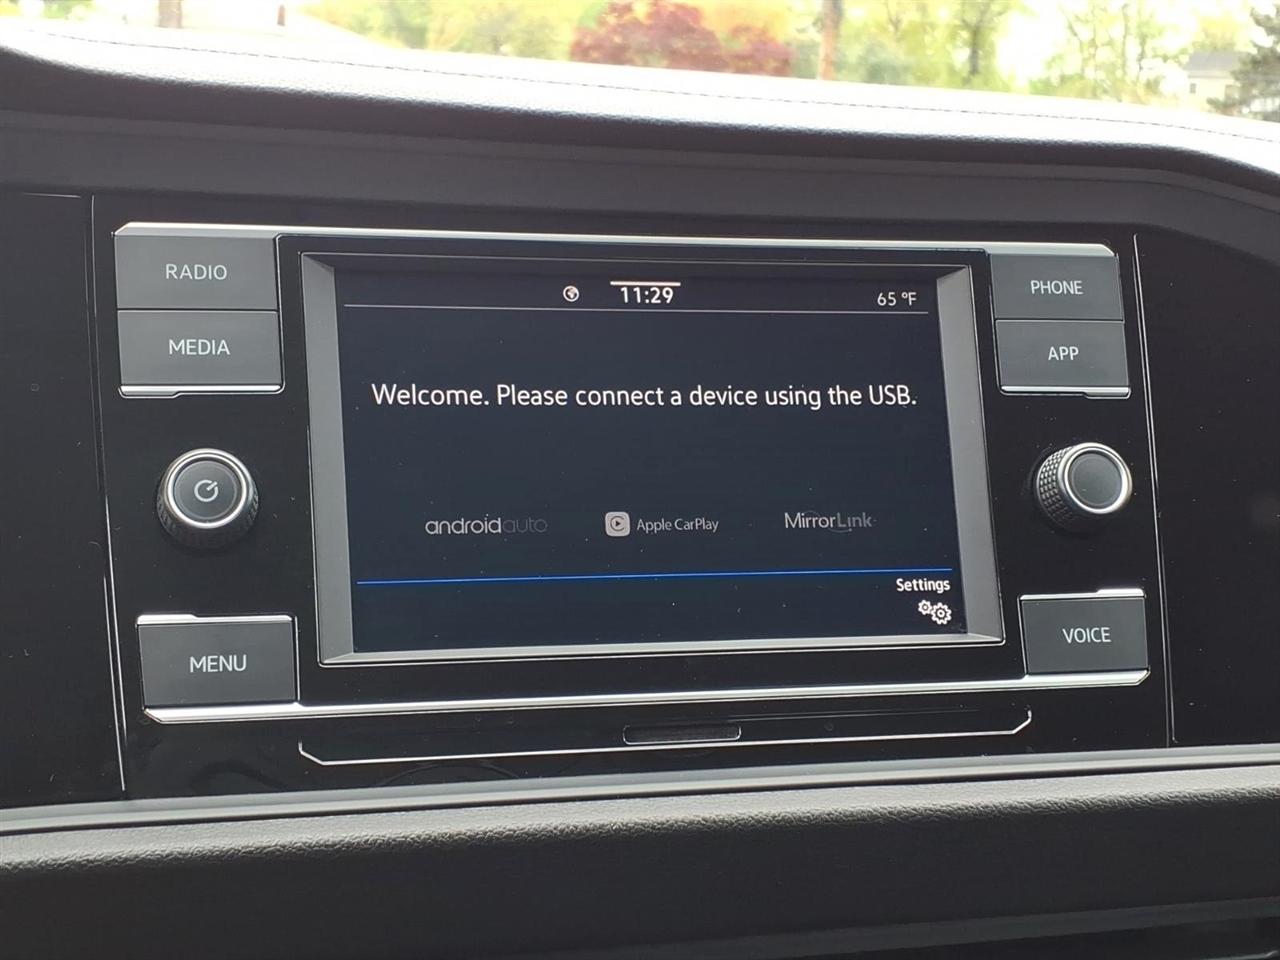 RADIO
MEDIA
MENU
11:29
65 °F
Welcome. Please connect a device using the USB.
androidauto
Apple CarPlay
MirrorLink
Settings
PHONE
APP
VOICE